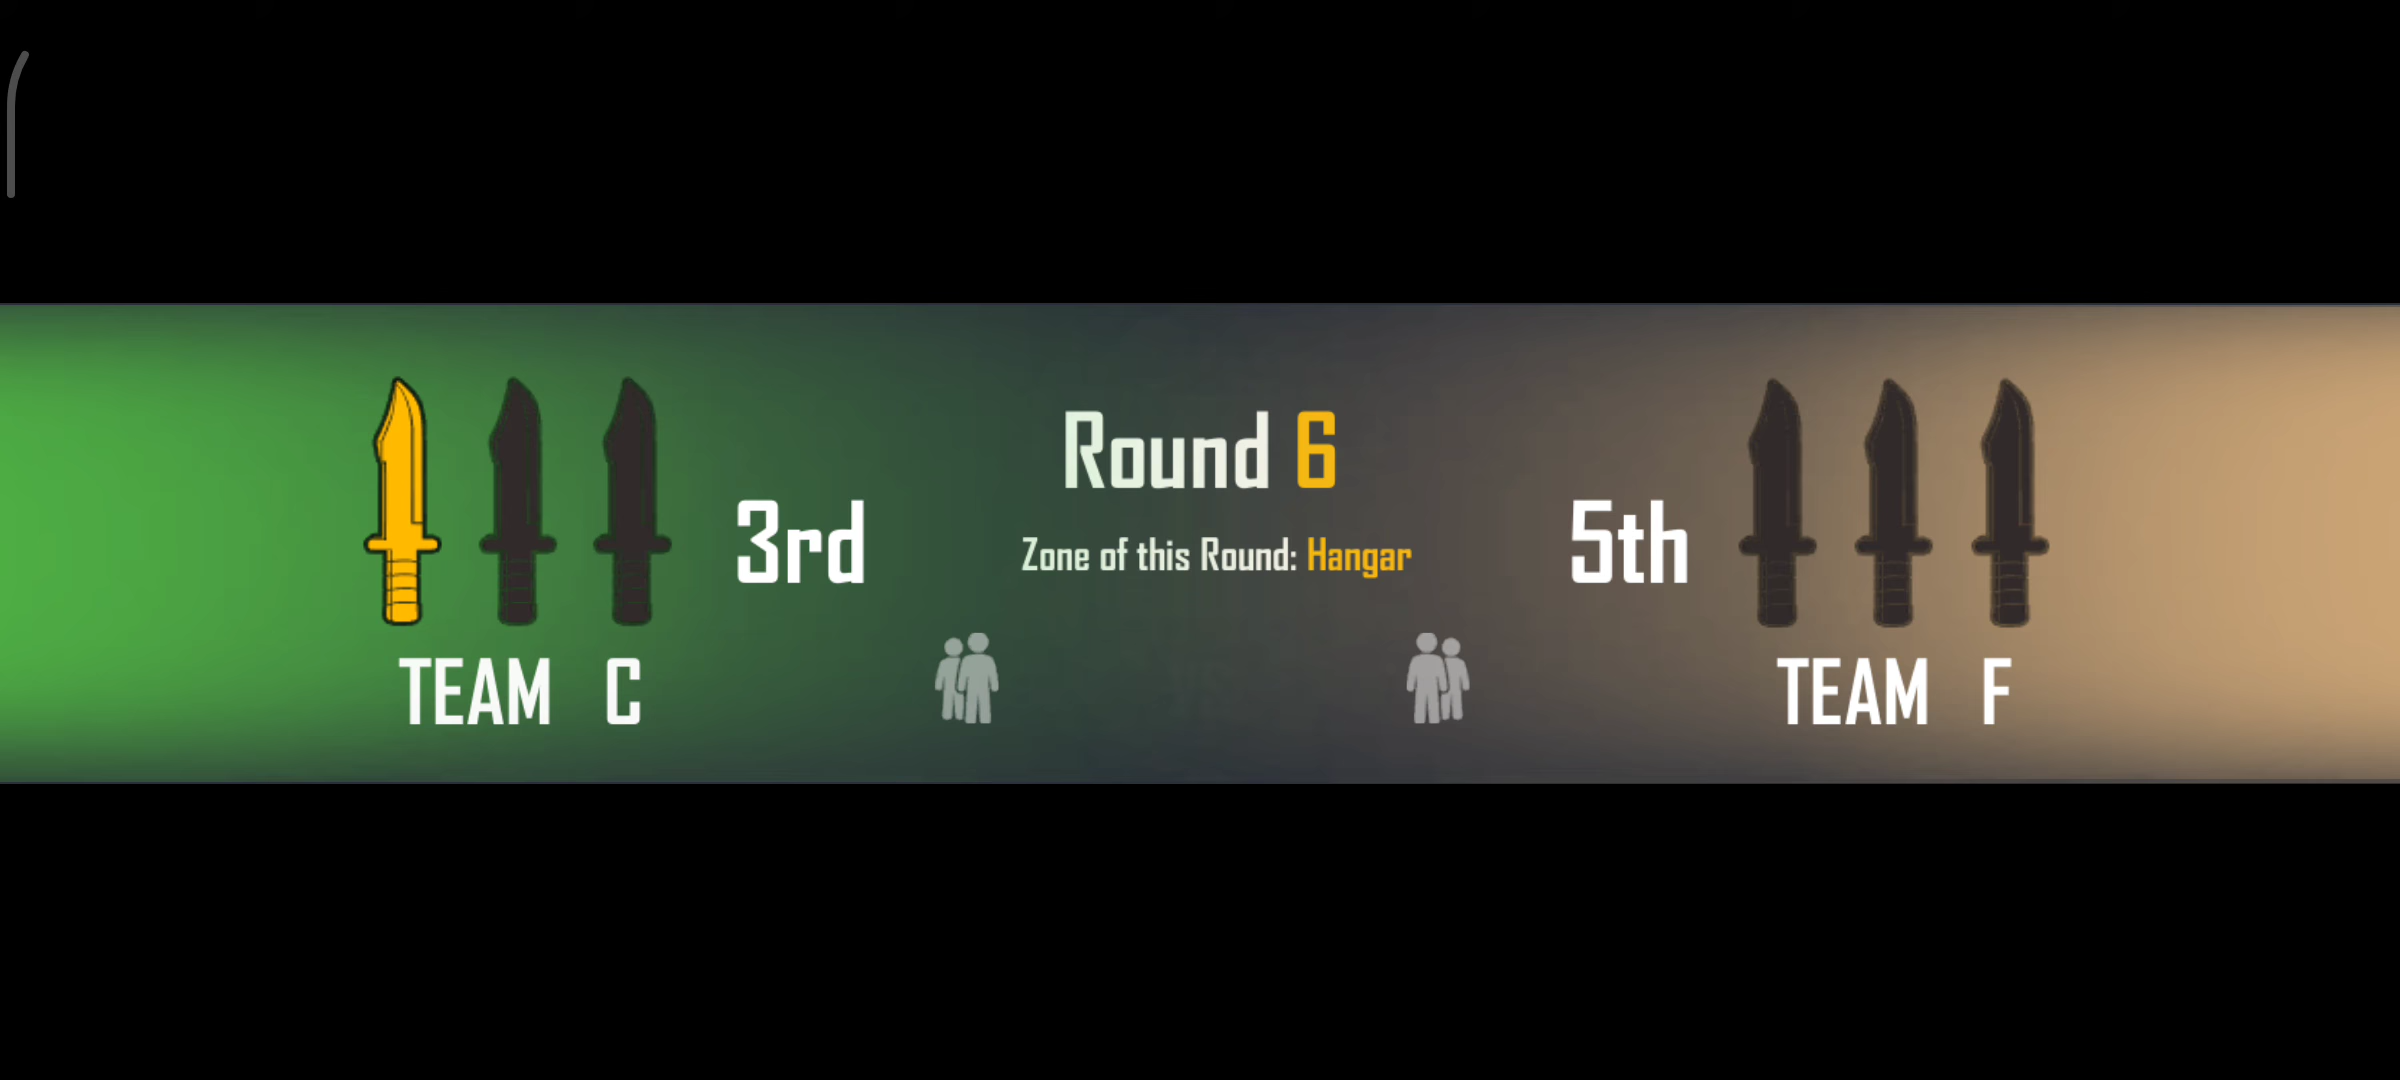 Round 6
3rd
Zone of this Round: Hangar
5th
TEAM C
TEAM F